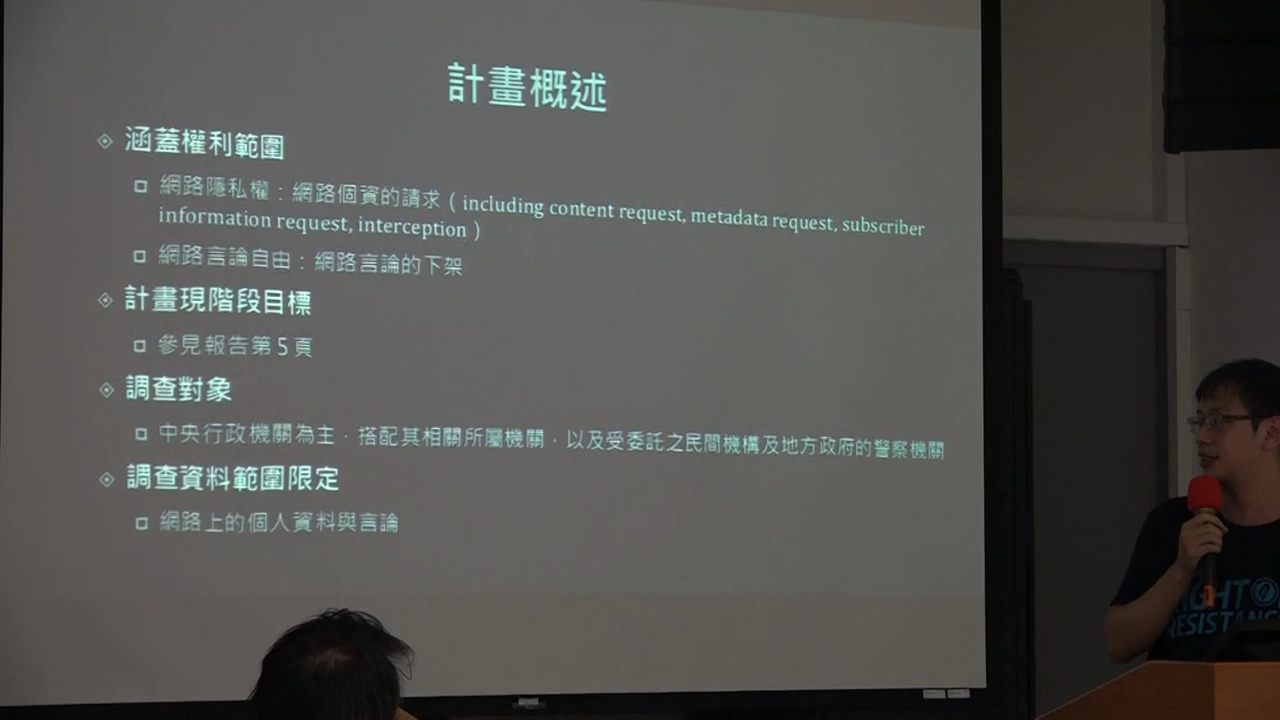 計畫概述
涵蓋權利範圍
網路隱私權：網路個資的請求（including content request, metadata request, subscriber
information request, interception）
網路言論自由：網路言論的下架
計畫現階段目標
參見報告第5頁
調查對象
中央行政機關為主，搭配其相關所屬機關，以及受委託之民間機構及地方政府的警察機關
調查資料範圍限定
網路上的個人資料與言論